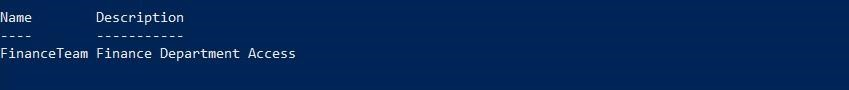 Name        Description
----        -----------
FinanceTeam Finance Department Access